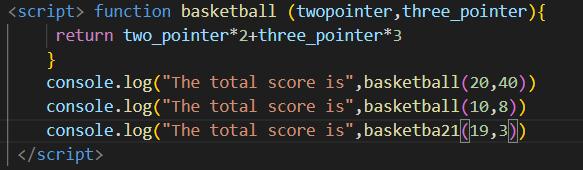 <script> function basketball (twopointer,three_pointer){
return two_pointer*2+three_pointer*3
}
console.log("The total score is",basketball(20,40))
console.log("The total score is",basketball(10,8))
console.log("The total score is",basketba21(19,3))
</script>